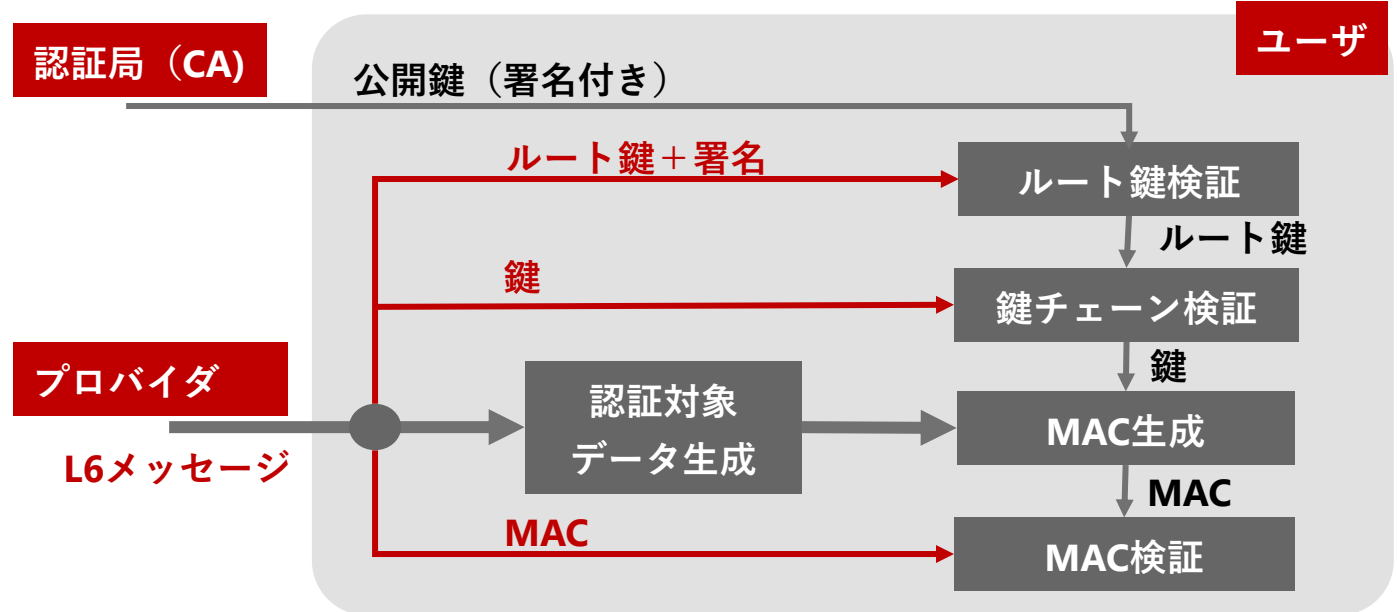 ユーザ
認証局（CA)
公開鍵（署名付き）
ルート鍵＋署名
ルート鍵検証
ルート鍵
鍵
鍵チェーン検証
鍵
プロバイダ
認証対象
データ生成
MAC生成
L6メッセージ
MAC
MAC
MAC検証